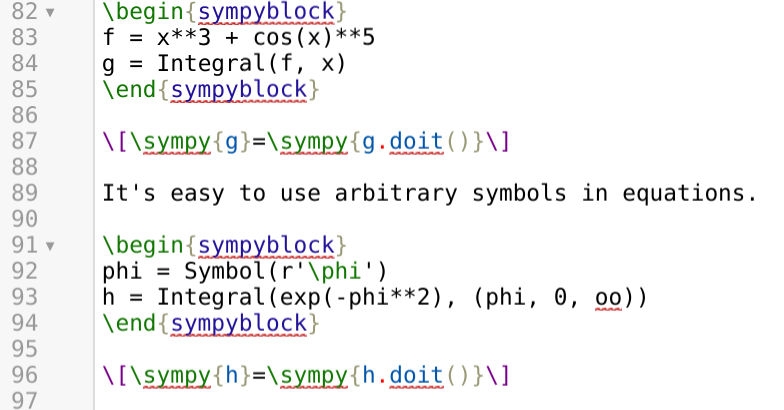 82 \begin{sympyblock}
83 f = x**3 + cos(x)**5
84 g = Integral(f, x)
85 \end{sympyblock}
86
87 \[\sympy{g}=\sympy{g.doit()}\]
88
89 It's easy to use arbitrary symbols in equations.
90
91 \begin{sympyblock}
92 phi = Symbol(r'\phi')
93 h = Integral(exp(-phi**2), (phi, 0, oo))
94 \end{sympyblock}
95
96 \[\sympy{h}=\sympy{h.doit()}\]
97